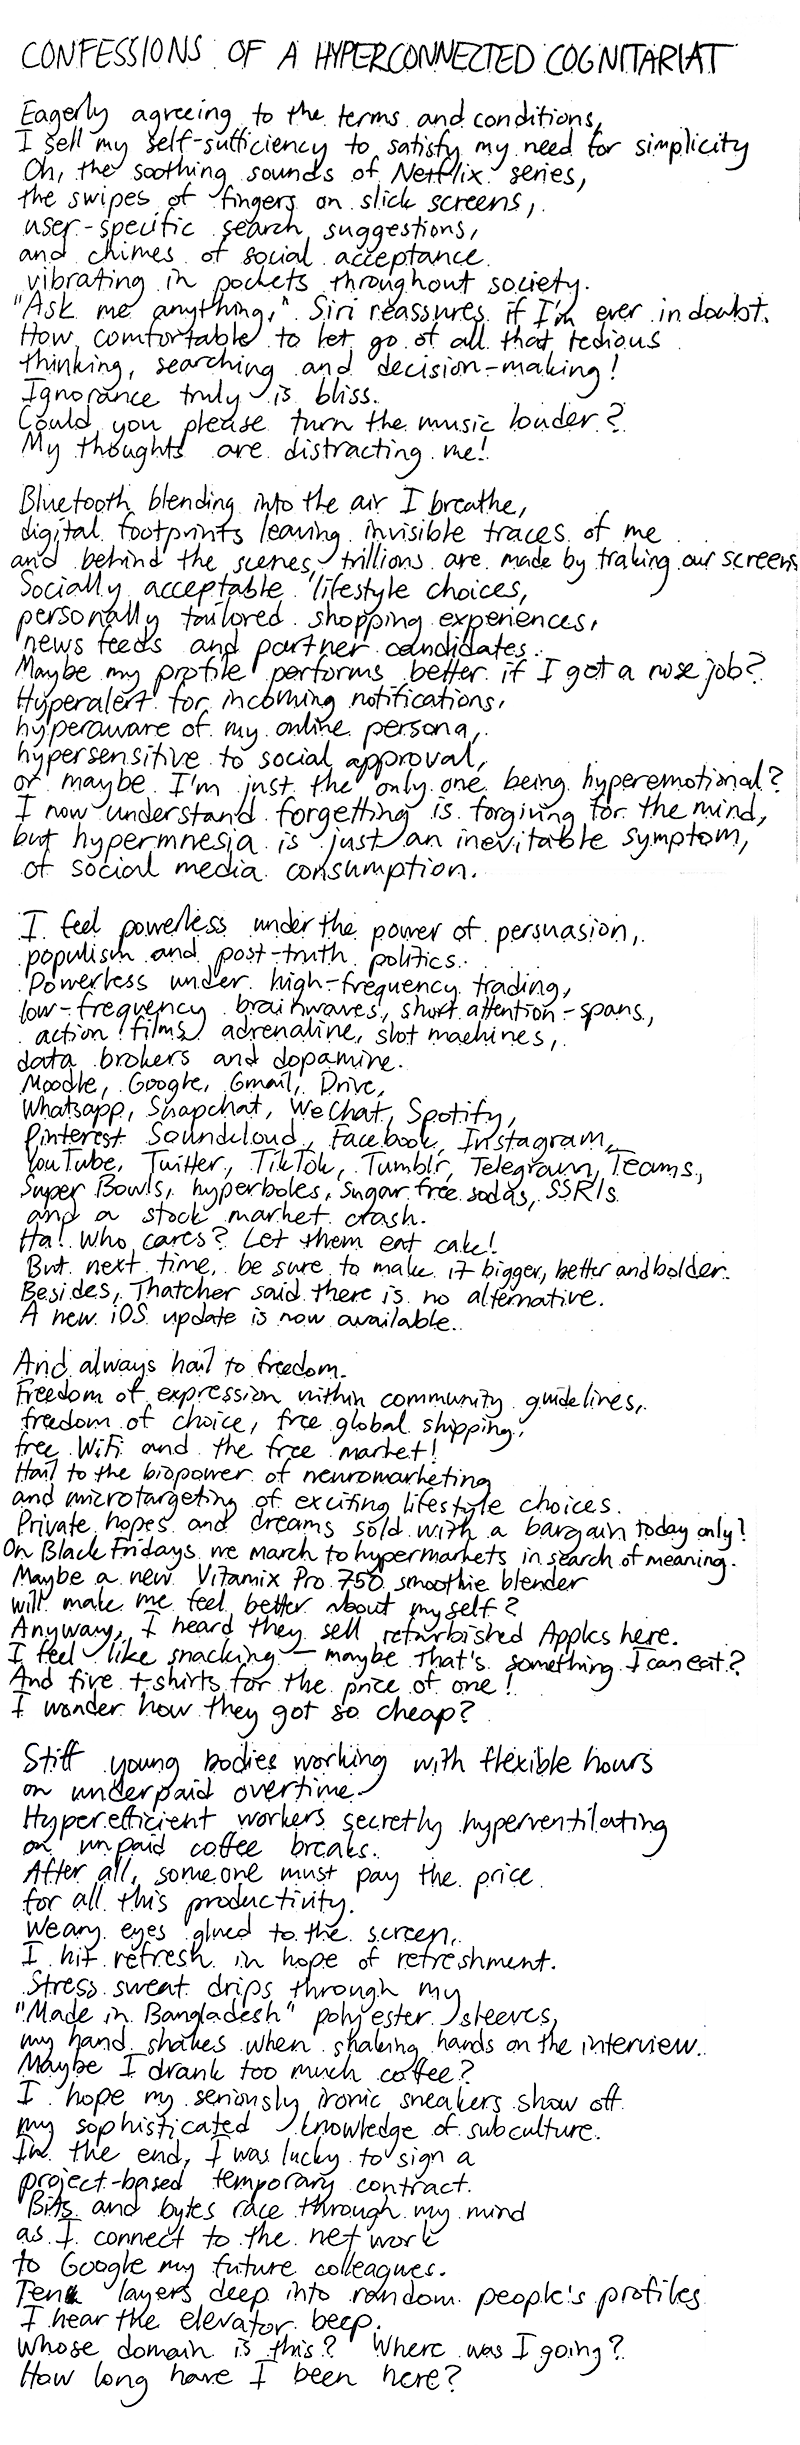 CONFESSIONS OF A HYPERCONNECTED COGNITARIAT
Eagerly agreeing to the terms and conditions,
I sell my self-sufficiency to satisfy my need for simplicity
Oh, the soothing sounds of Netflix series,
the swipes of fingers on slick screens,
user-specific search suggestions,
and chimes of social acceptance
vibrating in pockets throughout society.
"Ask me anything," Siri reassures if I'm ever in doubt.
How comfortable to let go of all that tedious
thinking, searching and decision-making!
Ignorance truly is bliss.
Could you please turn the music louder?
My thoughts are distracting me!
Bluetooth blending into the air I breathe,
digital footprints leaving invisible traces of me
and behind the scenes, trillions are made by traking our screens
Socially acceptable lifestyle choices,
personally tailored shopping experiences,
news feeds and partner candidates.
Maybe my profile performs better if I got a nose job?
Hyperalert for incoming notifications,
hyperaware of my online persona,
hypersensitive to social approval,
or maybe I'm just the only one being hyperemotional?
I now understand forgetting is forgiving for the mind,
but hypermnesia is just an inevitable symptom,
of social media consumption.
I feel powerless under the power of persuasion,
populism and post-truth politics.
Powerless under high-frequency trading,
low-frequency brainwaves, short attention-spans,
action films adrenaline, slot machines,
data brokers and dopamine.
Moodle, Google, Gmail, Drive,
Whatsapp, Snapchat, WeChat, Spotify,
Pinterest Soundcloud, Facebook, Instagram,
YouTube, Twitter, TikTok, Tumblr, Telegram, Teams,
Super Bowls, hyperboles, sugar free sodas, SSRIs
and a stock market crash.
Ha! Who cares? Let them eat cake!
But next time, be sure to make it bigger, better and bolder.
Besides, Thatcher said there is no alternative.
A new iOS update is now available.
And always hail to freedom.
Freedom of expression within community guidelines,
freedom of choice, free global shipping,
free WiFi and the free market!
Hail to the biopower of neuromarketing
and microtargeting of exciting lifestyle choices.
Private hopes and dreams sold with a bargain today only!
On Black Fridays we march to hypermarkets in search of meaning.
Maybe a new Vitamix Pro 750 smoothie blender
will make me feel better about myself?
Anyway, I heard they sell refurbished Apples here.
I feel like snacking – maybe that's something I can eat?
And five t-shirts for the price of one!
I wonder how they got so cheap?
Stiff young bodies working with flexible hours
on underpaid overtime.
Hyperefficient workers secretly hyperventilating
on unpaid coffee breaks.
After all, someone must pay the price
for all this productivity.
Weary eyes glued to the screen,
I hit refresh in hope of refreshment.
Stress sweat drips through my
"Made in Bangladesh" polyester sleeves,
my hand shakes when shaking hands on the interview.
Maybe I drank too much coffee?
I hope my seriously ironic sneakers show off
my sophisticated knowledge of subculture.
In the end, I was lucky to sign a
project-based temporary contract.
Bits and bytes race through my mind
as I connect to the network
to Google my future colleagues.
Ten layers deep into random people's profiles
I hear the elevator beep.
Whose domain is this? Where was I going?
How long have I been here?